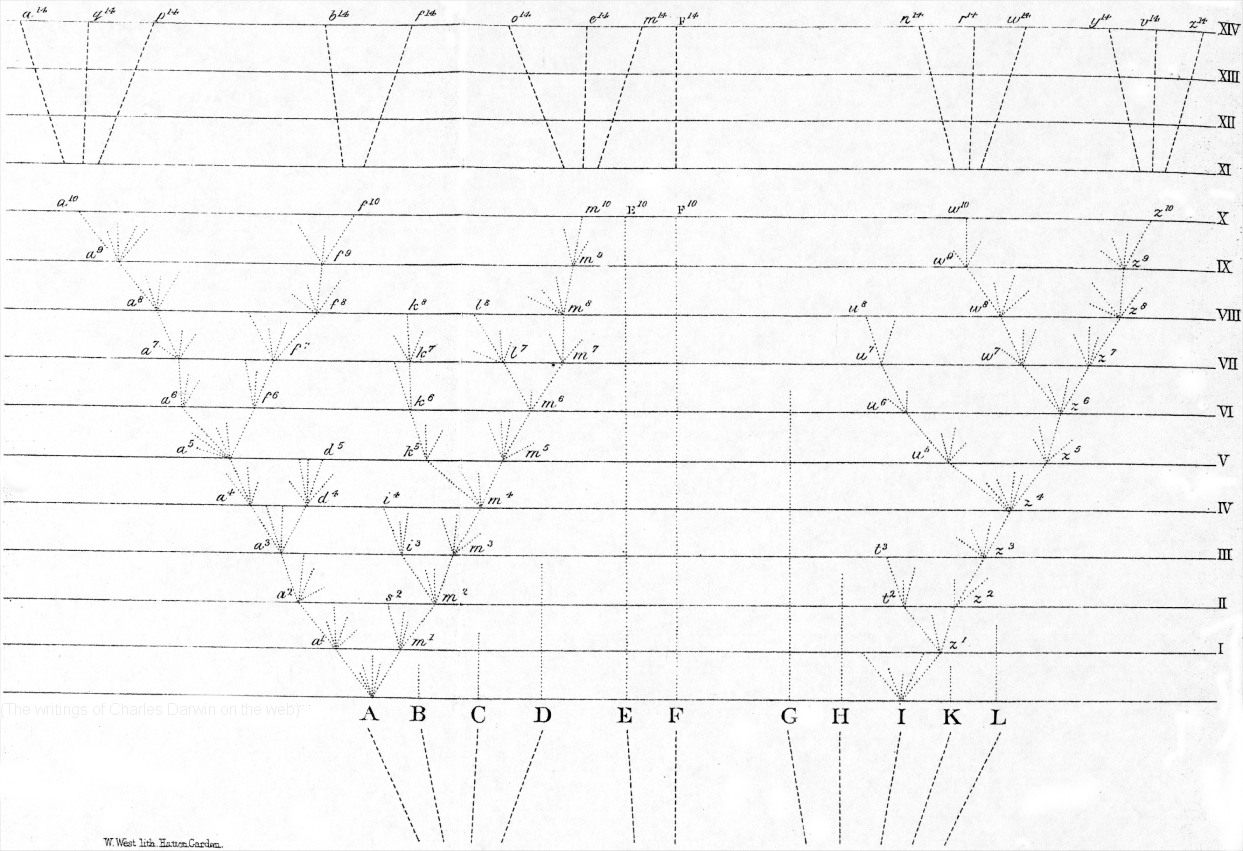 a¹⁴ q¹⁴ p¹⁴ b¹⁴ f¹⁴ o¹⁴ e¹⁴ m¹⁴ F¹⁴ n¹⁴ r¹⁴ w¹⁴ y¹⁴ v¹⁴ z¹⁴ XIV
XIII
XII
XI
a¹⁰ f¹⁰ m¹⁰ E¹⁰ F¹⁰ w¹⁰ z¹⁰ X
a⁹ f⁹ m⁹ w⁹ z⁹ IX
a⁸ f⁸ k⁸ l⁸ m⁸ u⁸ w⁸ z⁸ VIII
a⁷ f⁷ k⁷ l⁷ m⁷ u⁷ w⁷ z⁷ VII
a⁶ f⁶ k⁶ m⁶ u⁶ z⁶ VI
a⁵ d⁵ k⁵ m⁵ u⁵ z⁵ V
a⁴ d⁴ i⁴ m⁴ z⁴ IV
a³ i³ m³ t³ z³ III
a² s² m² t² z² II
a¹ m¹ z¹ I
A B C D E F G H I K L
(The writings of Charles Darwin on the web)
W. West lith. Hatton Garden.